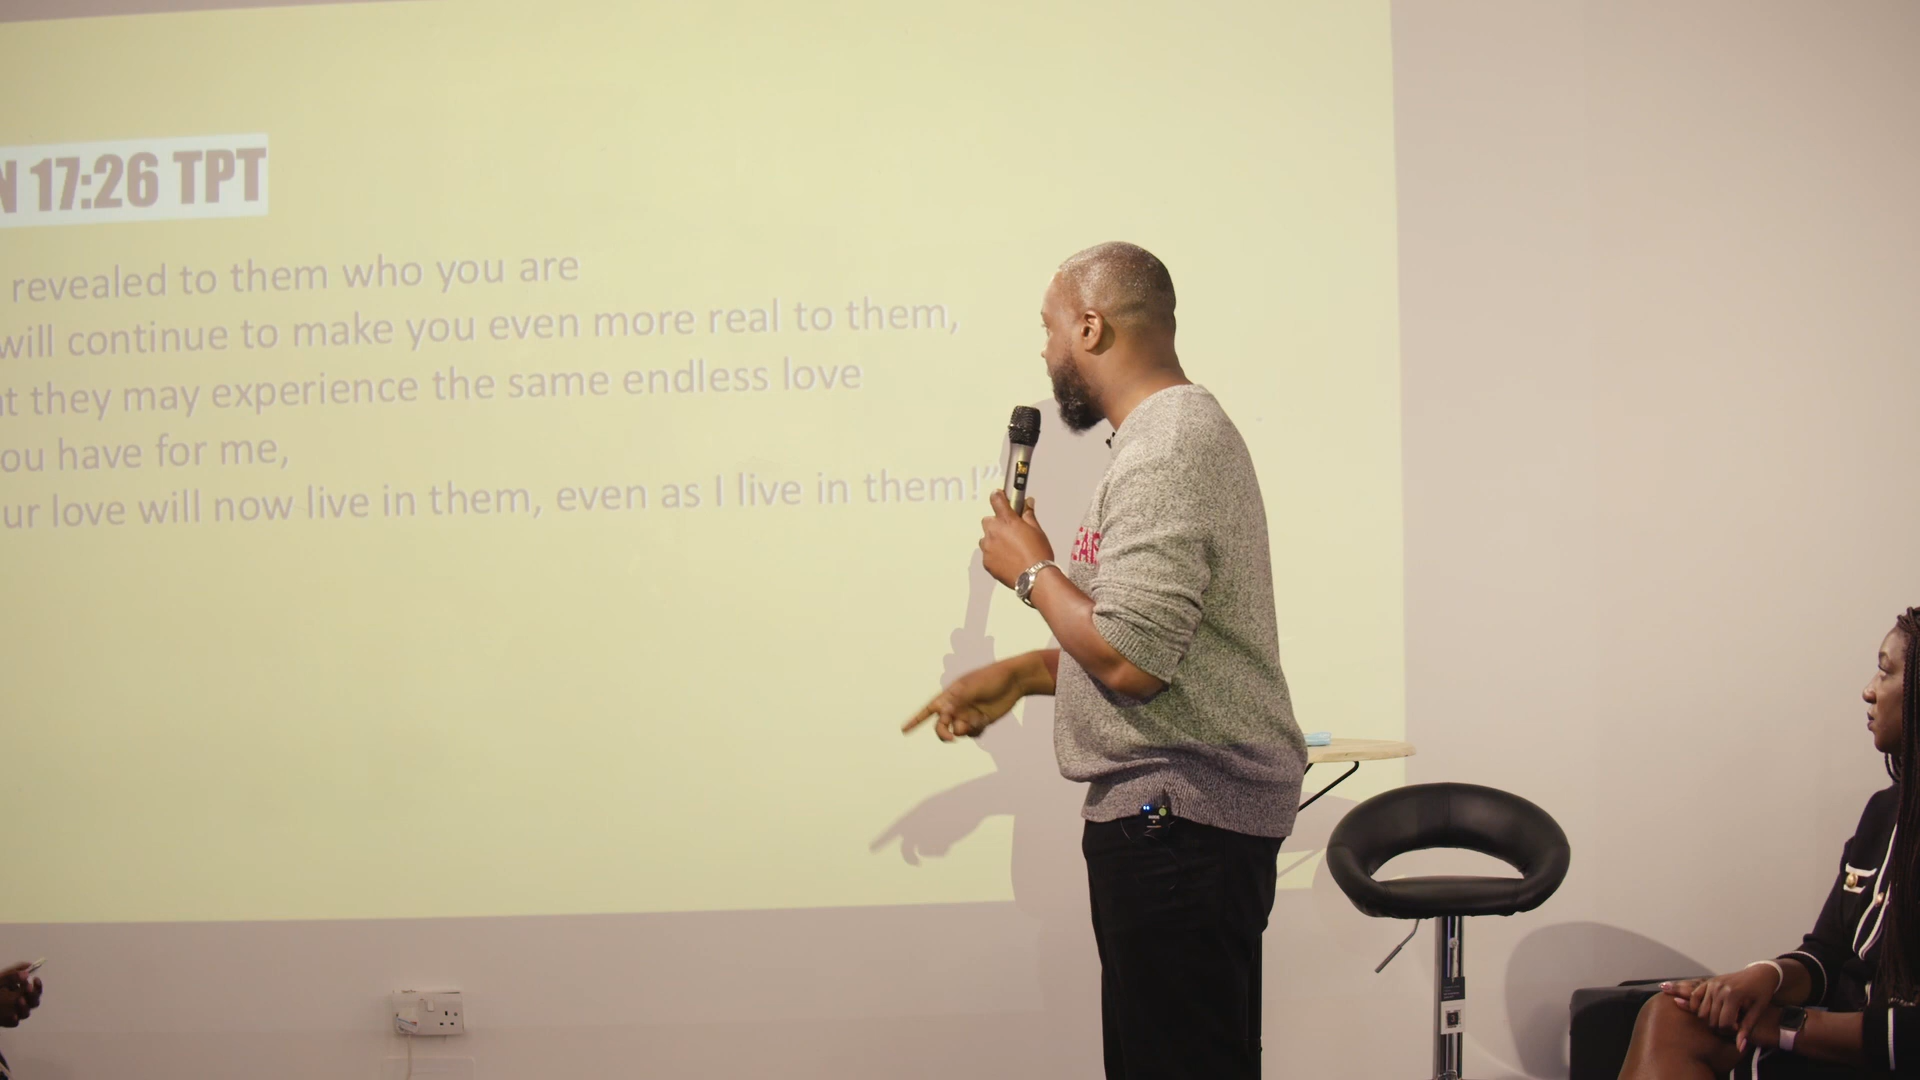 N 17:26 TPT
revealed to them who you are
will continue to make you even more real to them,
at they may experience the same endless love
ou have for me,
ur love will now live in them, even as I live in them!”